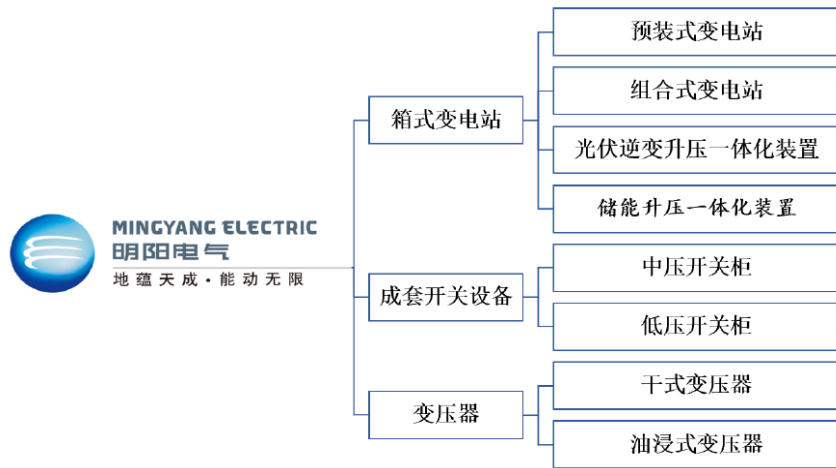 MINGYANG ELECTRIC
明阳电气
地蕴天成·能动无限
箱式变电站
预装式变电站
组合式变电站
光伏逆变升压一体化装置
储能升压一体化装置
成套开关设备
中压开关柜
低压开关柜
变压器
干式变压器
油浸式变压器